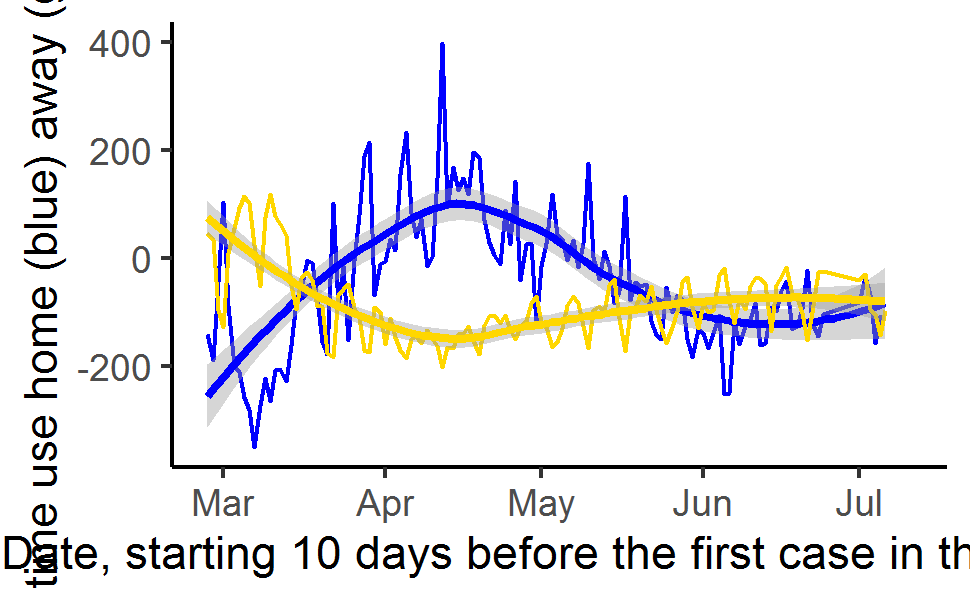 time use home (blue) away (
400
200
0
-200
Mar Apr May Jun Jul
Date, starting 10 days before the first case in th